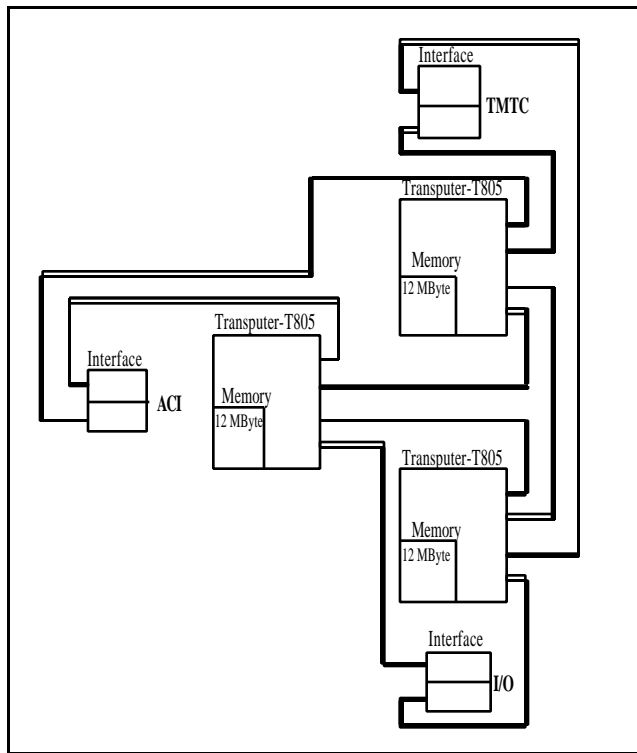 Interface
TMTC
Transputer-T805
Memory
12 MByte
Transputer-T805
Interface
ACI
Memory
12 MByte
Transputer-T805
Memory
12 MByte
Interface
I/O